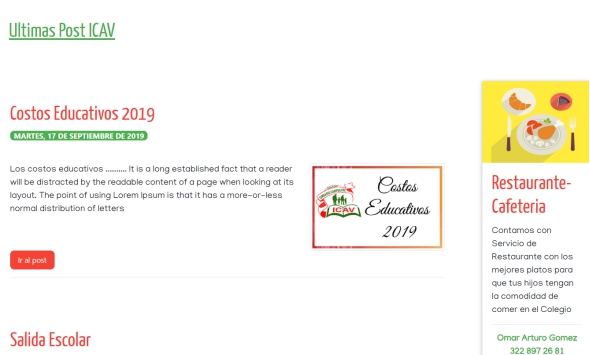 Ultimas Post ICAV
Costos Educativos 2019
MARTES, 17 DE SEPTIEMBRE DE 2019
Los costos educativos .......... It is a long established fact that a reader
will be distracted by the readable content of a page when looking at its
layout. The point of using Lorem Ipsum is that it has a more-or-less
normal distribution of letters
ICAV
Costos
Educativos
2019
Ir al post
Salida Escolar
Restaurante-
Cafeteria
Contamos con
Servicio de
Restaurante con los
mejores platos para
que tus hijos tengan
la comodidad de
comer en el Colegio
Omar Arturo Gomez
322 897 26 81